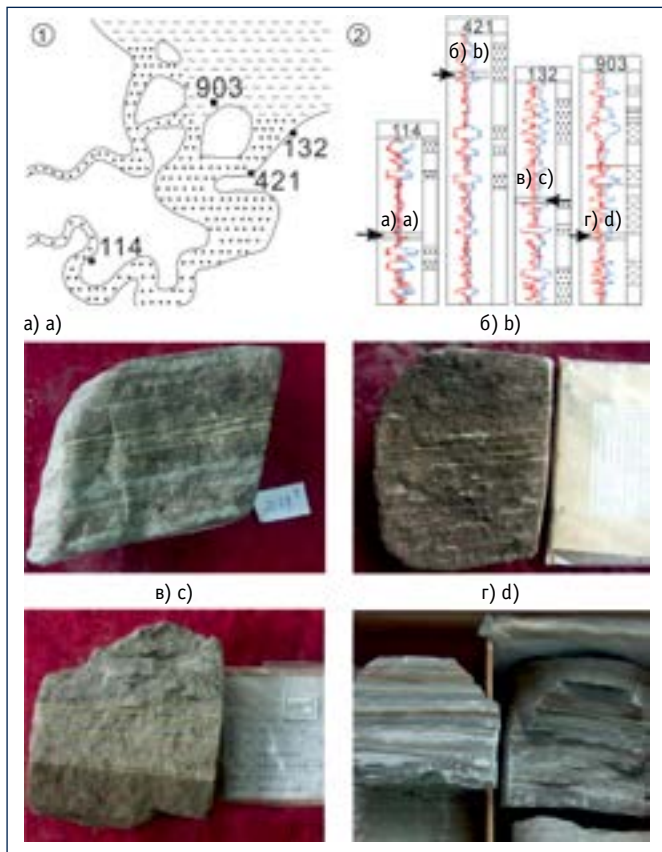 ① ②
903
132
421
114
421
б) b)
132
903
114
в) c)
а) a)
г) d)
а) a)
б) b)
в) c)
г) d)